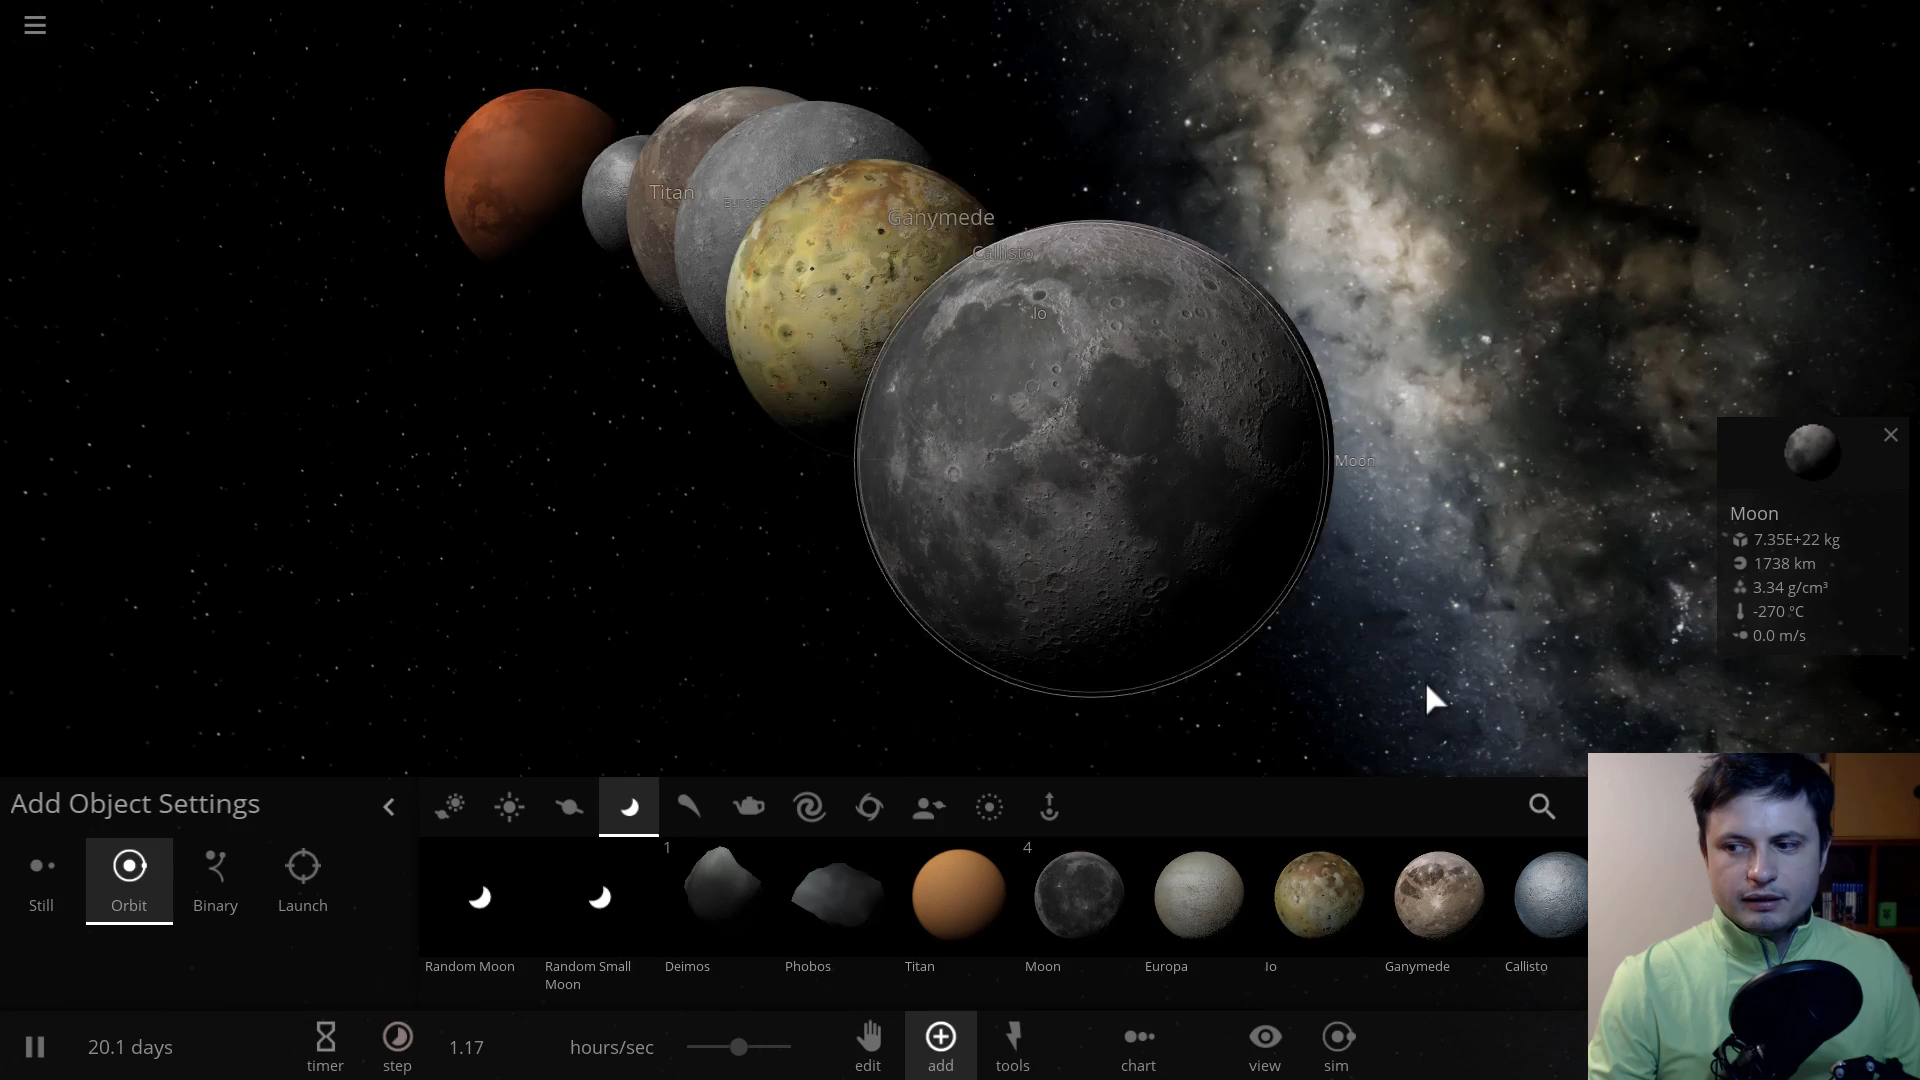 Titan
Europa
Ganymede
Callisto
Io
Moon
Moon
7.35E+22 kg
1738 km
3.34 g/cm³
-270 °C
0.0 m/s
Add Object Settings
Still
Orbit
Binary
Launch
1
4
Random Moon
Random Small
Moon
Deimos
Phobos
Titan
Moon
Europa
Io
Ganymede
Callisto
20.1 days
timer
step
1.17
hours/sec
edit
add
tools
chart
view
sim